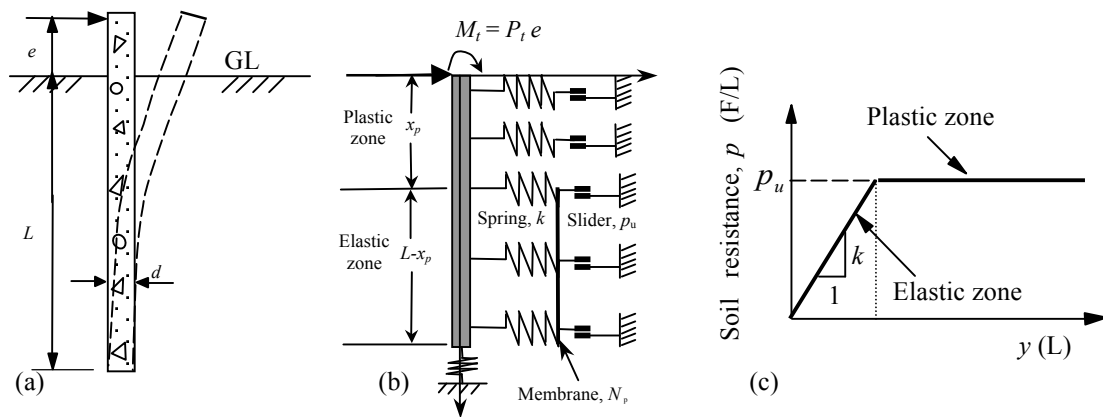 (a)
e
GL
L
d
(b)
M_t = P_t e
Plastic
zone
x_p
Spring, k
Slider, p_u
Elastic
zone
L-x_p
Membrane, N_p
(c)
Soil resistance, p (F/L)
Plastic zone
p_u
k
1
Elastic zone
y (L)